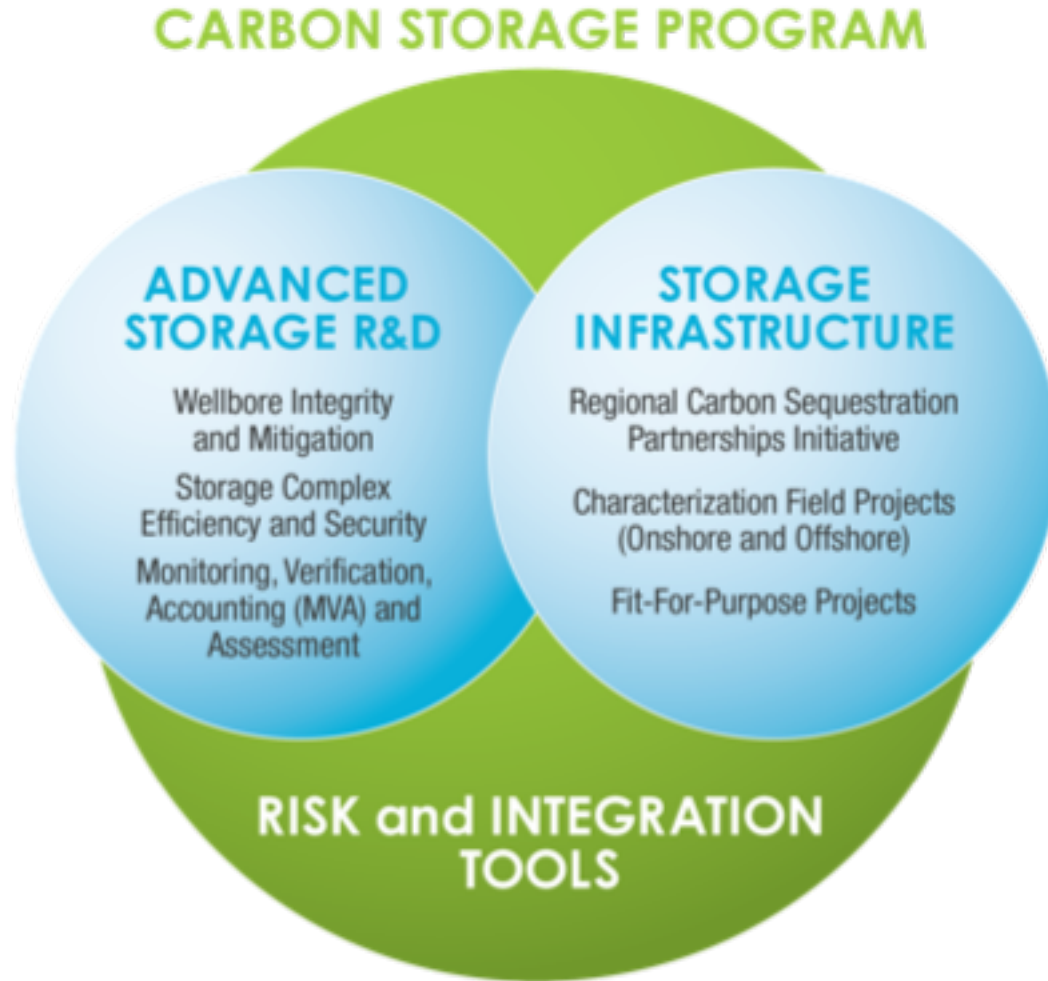 CARBON STORAGE PROGRAM
ADVANCED
STORAGE R&D
Wellbore Integrity
and Mitigation
Storage Complex
Efficiency and Security
Monitoring, Verification,
Accounting (MVA) and
Assessment
STORAGE
INFRASTRUCTURE
Regional Carbon Sequestration
Partnerships Initiative
Characterization Field Projects
(Onshore and Offshore)
Fit-For-Purpose Projects
RISK and INTEGRATION
TOOLS